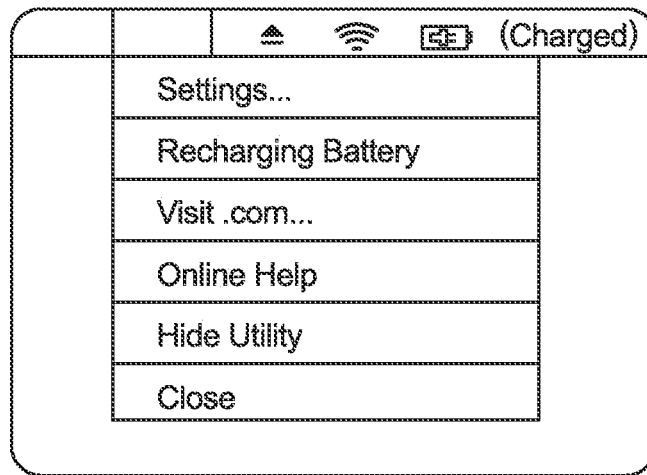 (Charged)
Settings...
Recharging Battery
Visit .com...
Online Help
Hide Utility
Close